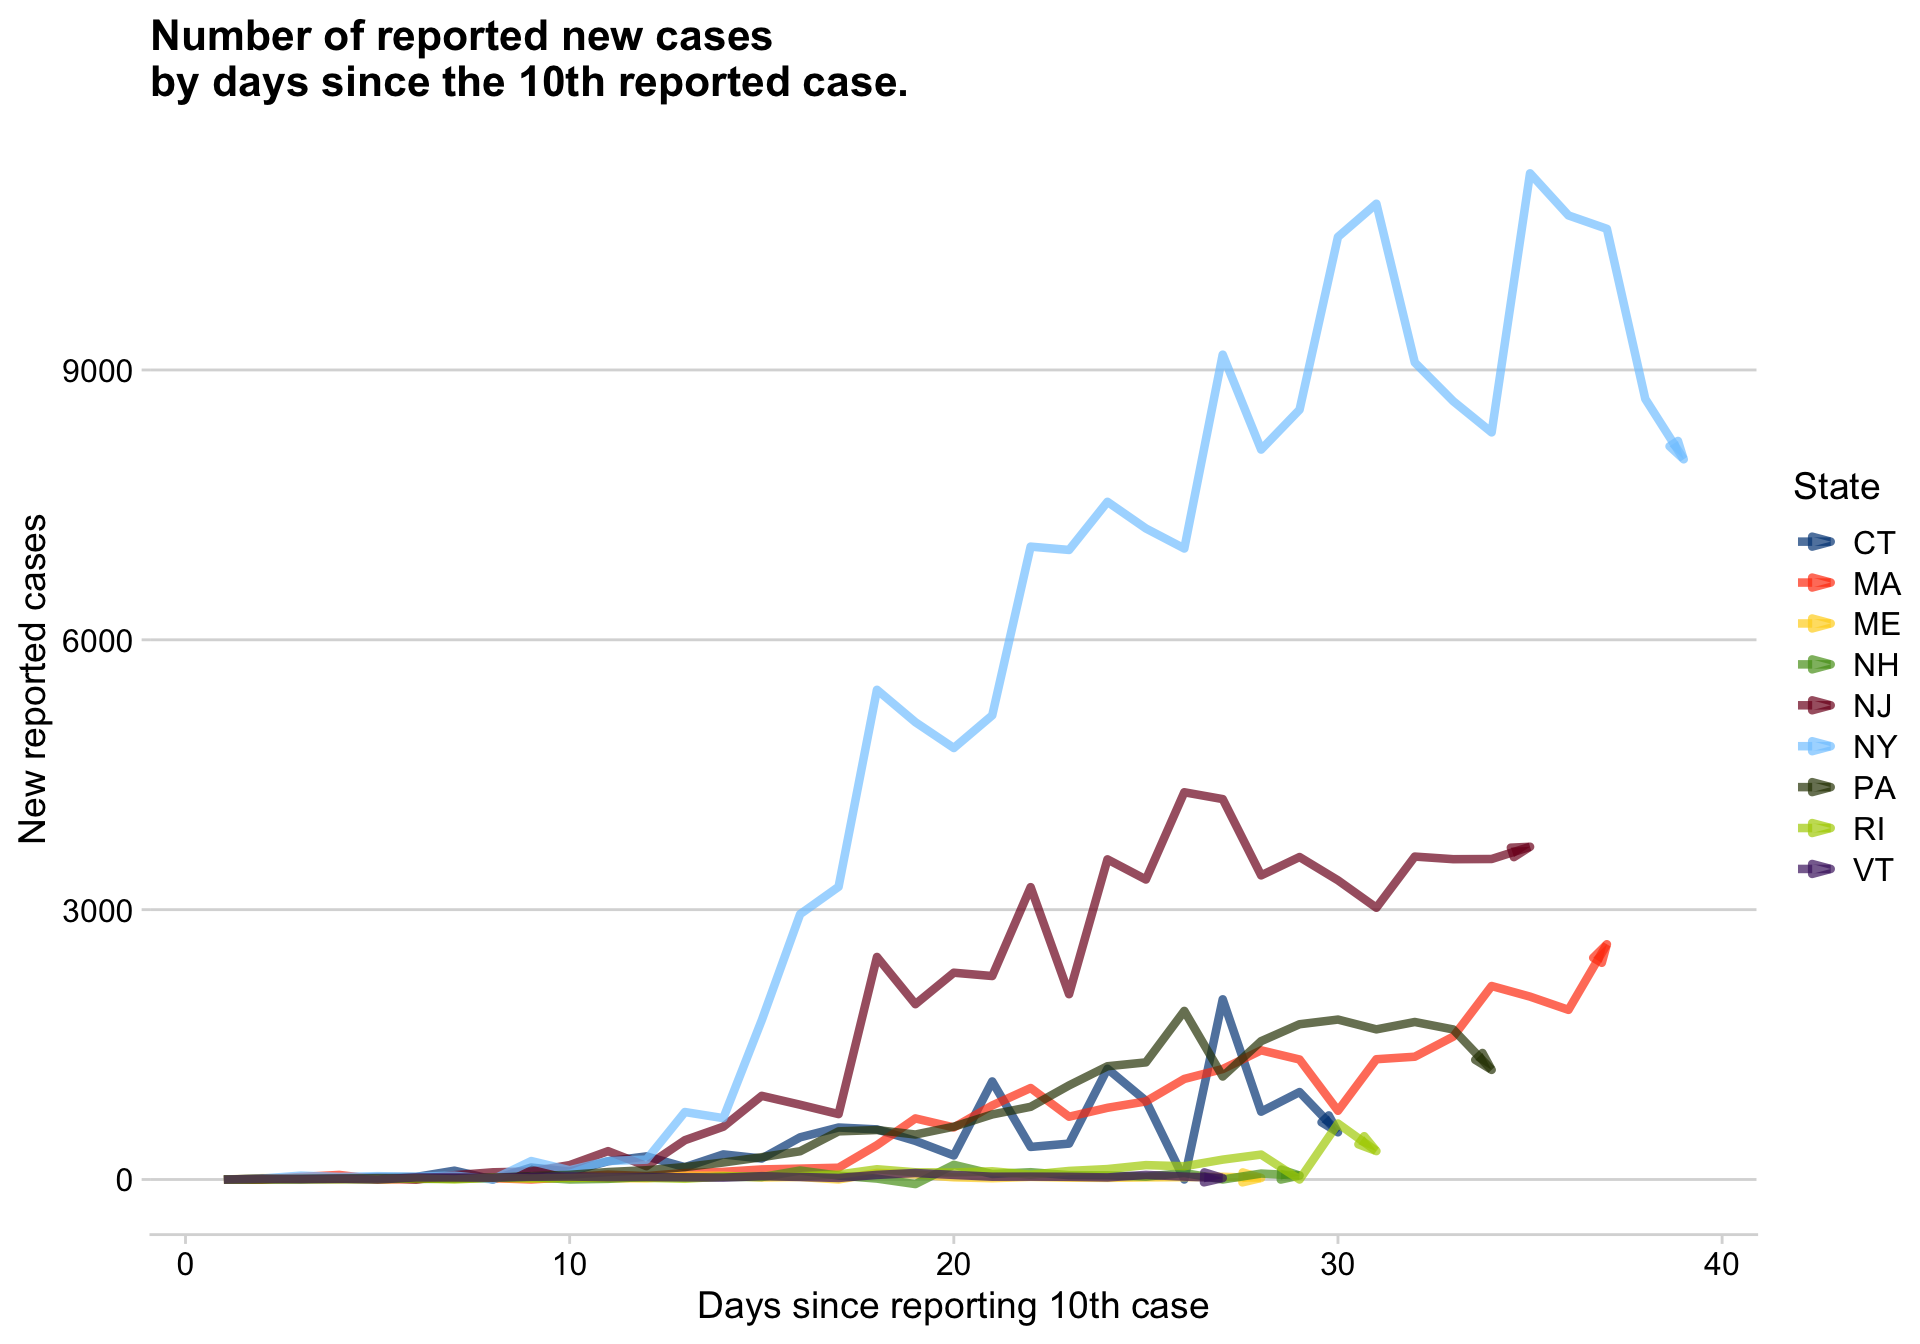 Number of reported new cases
by days since the 10th reported case.
9000
6000
3000
0
New reported cases
0 10 20 30 40
Days since reporting 10th case
State
CT
MA
ME
NH
NJ
NY
PA
RI
VT